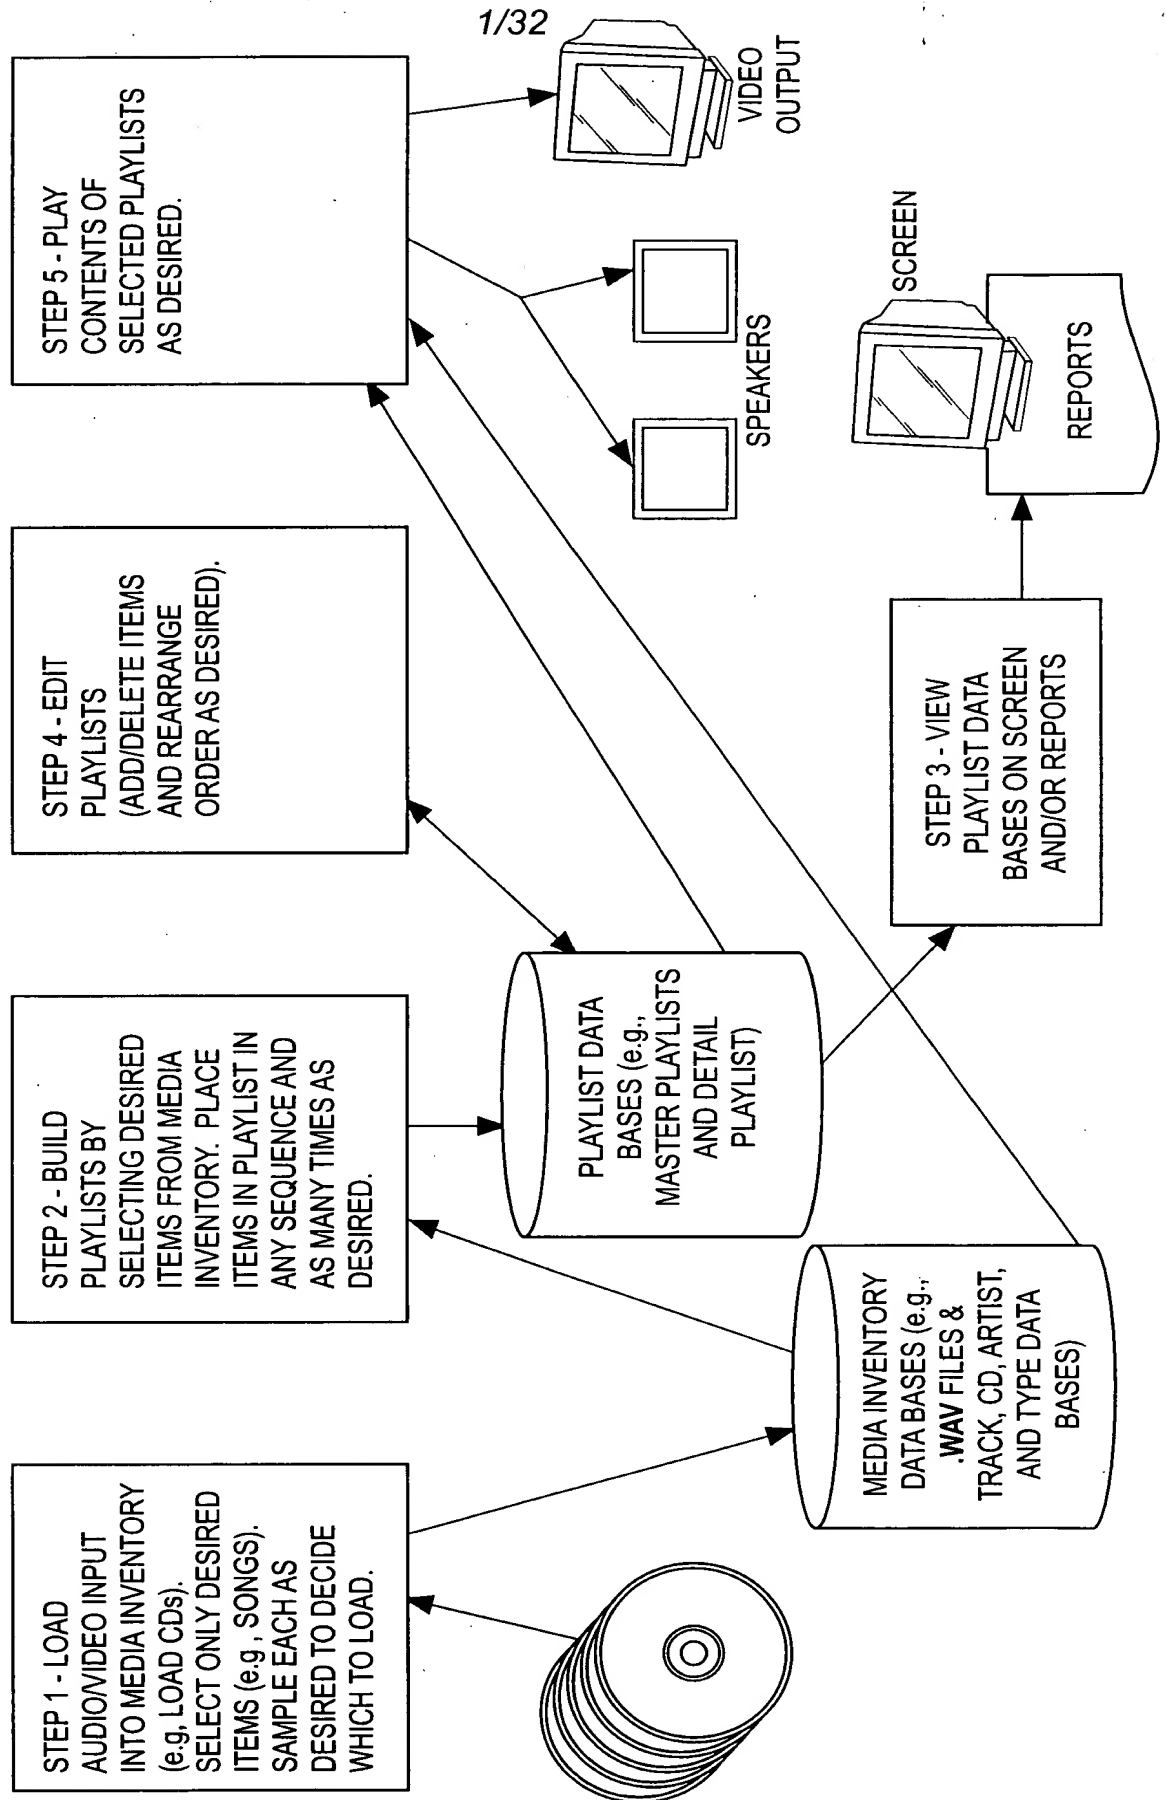 1/32
STEP 1 - LOAD
AUDIO/VIDEO INPUT
INTO MEDIA INVENTORY
(e.g, LOAD CDs).
SELECT ONLY DESIRED
ITEMS (e.g , SONGS).
SAMPLE EACH AS
DESIRED TO DECIDE
WHICH TO LOAD.
STEP 2 - BUILD
PLAYLISTS BY
SELECTING DESIRED
ITEMS FROM MEDIA
INVENTORY. PLACE
ITEMS IN PLAYLIST IN
ANY SEQUENCE AND
AS MANY TIMES AS
DESIRED.
STEP 4 - EDIT
PLAYLISTS
(ADD/DELETE ITEMS
AND REARRANGE
ORDER AS DESIRED).
STEP 5 - PLAY
CONTENTS OF
SELECTED PLAYLISTS
AS DESIRED.
PLAYLIST DATA
BASES (e.g.,
MASTER PLAYLISTS
AND DETAIL
PLAYLIST)
SPEAKERS
VIDEO
OUTPUT
MEDIA INVENTORY
DATA BASES (e.g.,
.WAV FILES &
TRACK, CD, ARTIST,
AND TYPE DATA
BASES)
STEP 3 - VIEW
PLAYLIST DATA
BASES ON SCREEN
AND/OR REPORTS
SCREEN
REPORTS